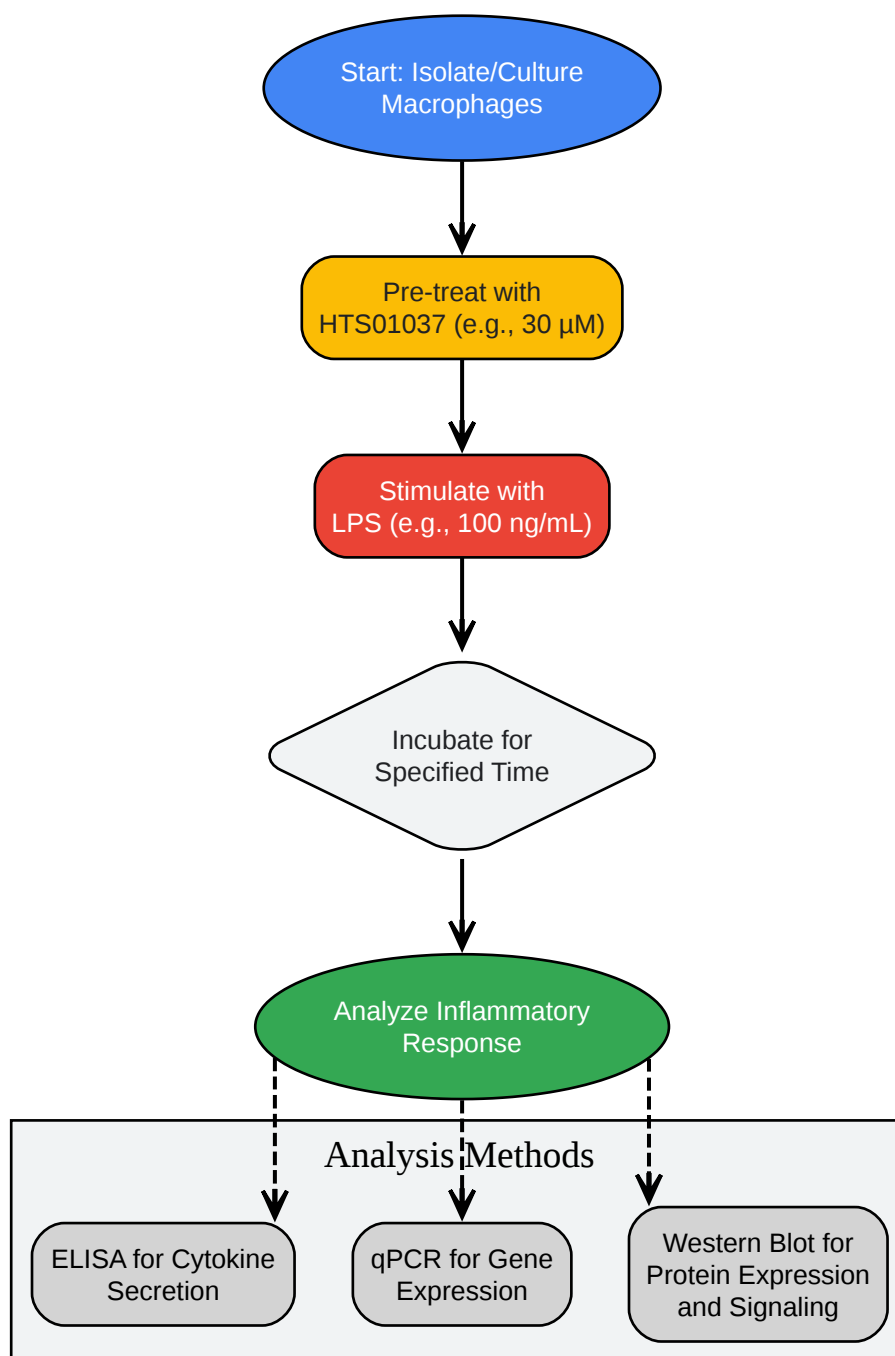 Start: Isolate/Culture
Macrophages
Pre-treat with
HTS01037 (e.g., 30 µM)
Stimulate with
LPS (e.g., 100 ng/mL)
Incubate for
Specified Time
Analyze Inflammatory
Response
Analysis Methods
ELISA for Cytokine
Secretion
qPCR for Gene
Expression
Western Blot for
Protein Expression
and Signaling